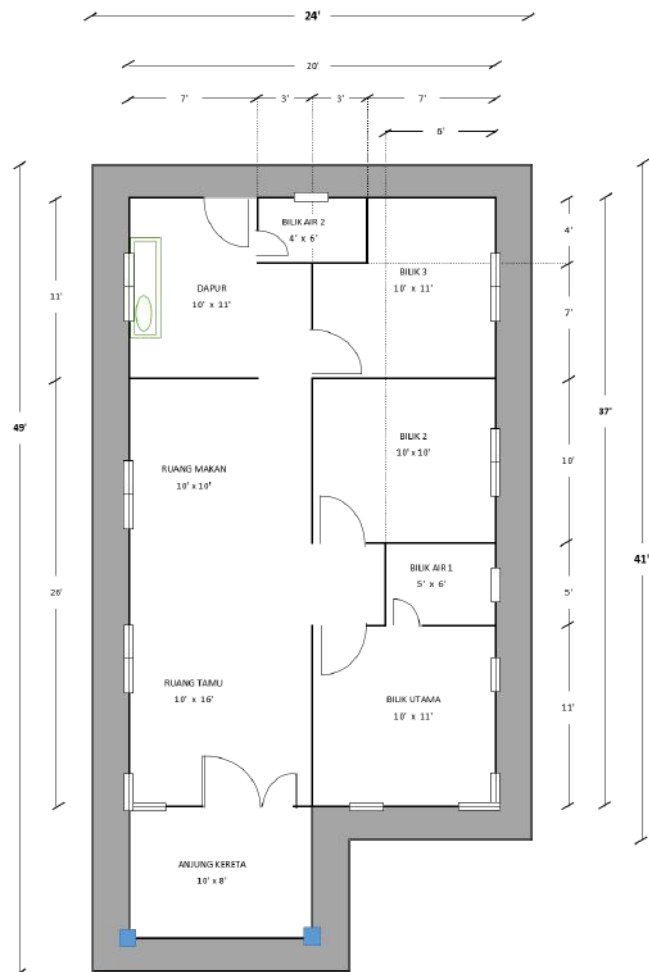 24'
20'
7'
3'
3'
7'
6'
BILIK AIR 2
4' x 6'
4'
DAPUR
10' x 11'
BILIK 3
10' x 11'
11'
7'
49'
37'
41'
RUANG MAKAN
10' x 10'
BILIK 2
10' x 10'
10'
BILIK AIR 1
5' x 6'
26'
5'
RUANG TAMU
10' x 16'
BILIK UTAMA
10' x 11'
11'
ANJUNG KERETA
10' x 8'